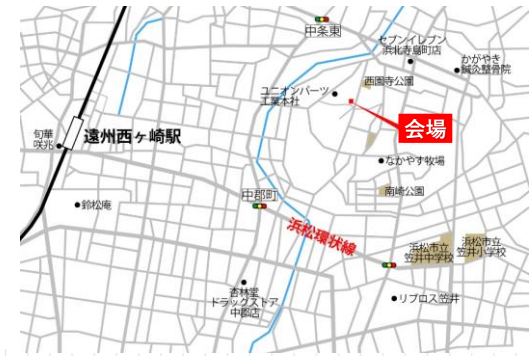 中条東
セブンイレブン
浜北寺島町店
かがやき
鍼灸整骨院
西園寺公園
ユニオンパーツ
工業本社
会場
旬華
咲兆
遠州西ヶ崎駅
なかやす牧場
南崎公園
中郡町
鈴松庵
浜松環状線
浜松市立
笠井中学校
浜松市立
笠井小学校
杏林堂
ドラックストア
中郡店
リブロス笠井